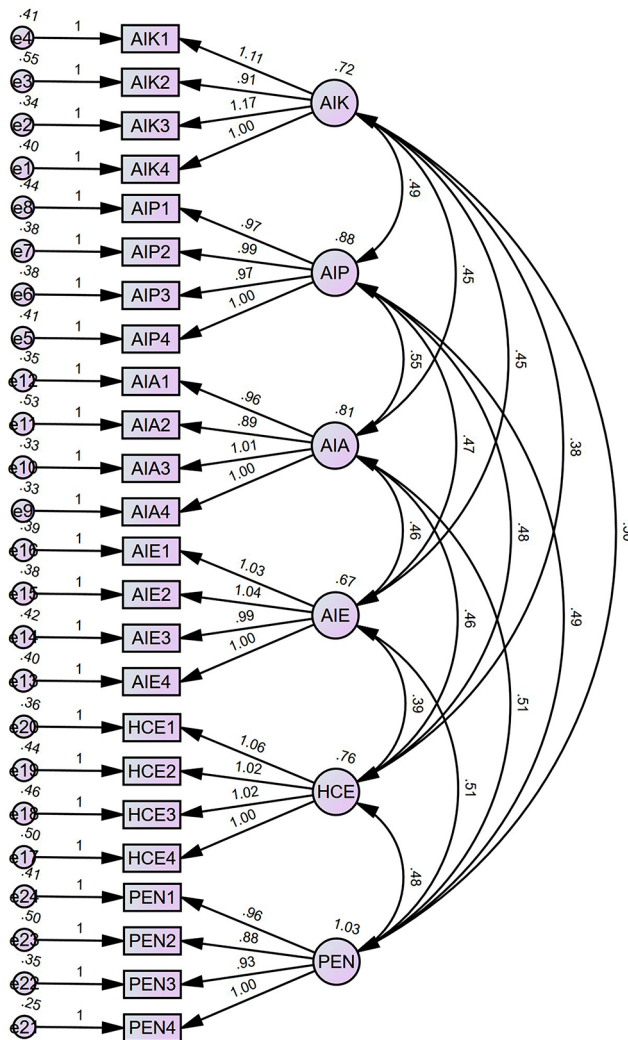 .41
e4 1 AIK1
.55
e3 1 AIK2
.34
e2 1 AIK3
.40
e1 1 AIK4
1.11
.91
1.17
1.00
.72
AIK
.44
e8 1 AIP1
.38
e7 1 AIP2
.38
e6 1 AIP3
.41
e5 1 AIP4
.97
.99
.97
1.00
.88
AIP
.35
e12 1 AIA1
.53
e11 1 AIA2
.33
e10 1 AIA3
.33
e9 1 AIA4
.96
.89
1.01
1.00
.81
AIA
.39
e16 1 AIE1
.38
e15 1 AIE2
.42
e14 1 AIE3
.40
e13 1 AIE4
1.03
1.04
.99
1.00
.67
AIE
.36
e20 1 HCE1
.44
e19 1 HCE2
.46
e18 1 HCE3
.50
e17 1 HCE4
1.06
1.02
1.02
1.00
.76
HCE
.41
e24 1 PEN1
.50
e23 1 PEN2
.35
e22 1 PEN3
.25
e21 1 PEN4
.96
.88
.93
1.00
1.03
PEN
.49
.45
.45
.38
.55
.47
.48
.49
.46
.46
.51
.39
.51
.48